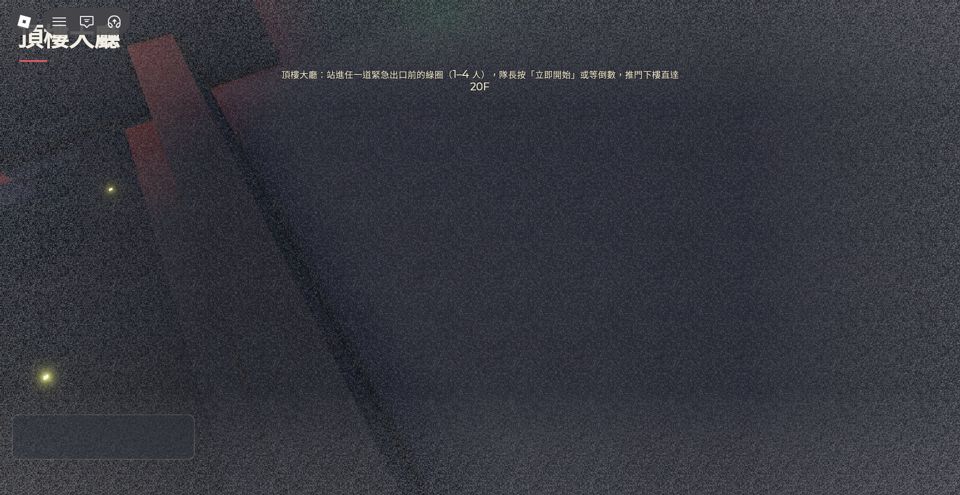 頂樓大廳
頂樓大廳：站進任一道緊急出口前的綠圈（1–4 人），隊長按「立即開始」或等倒數，推門下樓直達
20F